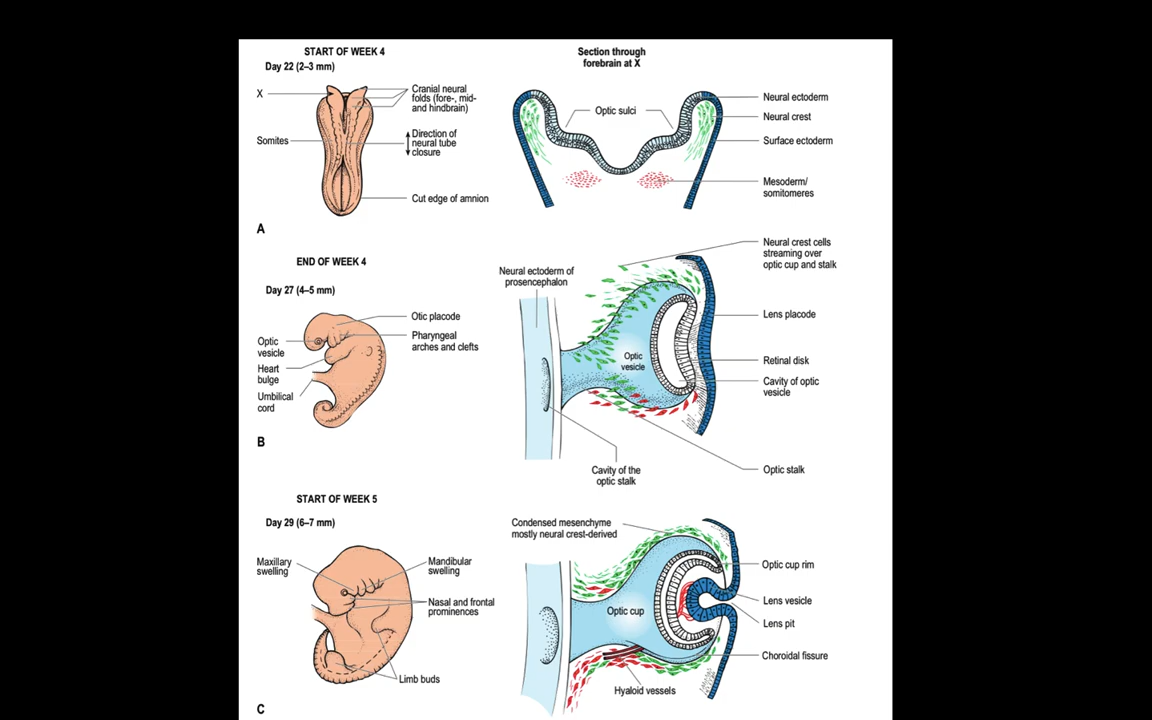 START OF WEEK 4
Day 22 (2–3 mm)
X
Somites
Cranial neural
folds (fore-, mid-
and hindbrain)
Direction of
neural tube
closure
Cut edge of amnion
A
Section through
forebrain at X
Optic sulci
Neural ectoderm
Neural crest
Surface ectoderm
Mesoderm/
somitomeres
END OF WEEK 4
Day 27 (4–5 mm)
Optic
vesicle
Heart
bulge
Umbilical
cord
Otic placode
Pharyngeal
arches and clefts
B
Neural ectoderm of
prosencephalon
Optic
vesicle
Neural crest cells
streaming over
optic cup and stalk
Lens placode
Retinal disk
Cavity of optic
vesicle
Cavity of the
optic stalk
Optic stalk
START OF WEEK 5
Day 29 (6–7 mm)
Maxillary
swelling
Mandibular
swelling
Nasal and frontal
prominences
Limb buds
C
Condensed mesenchyme
mostly neural crest-derived
Optic cup
Optic cup rim
Lens vesicle
Lens pit
Choroidal fissure
Hyaloid vessels